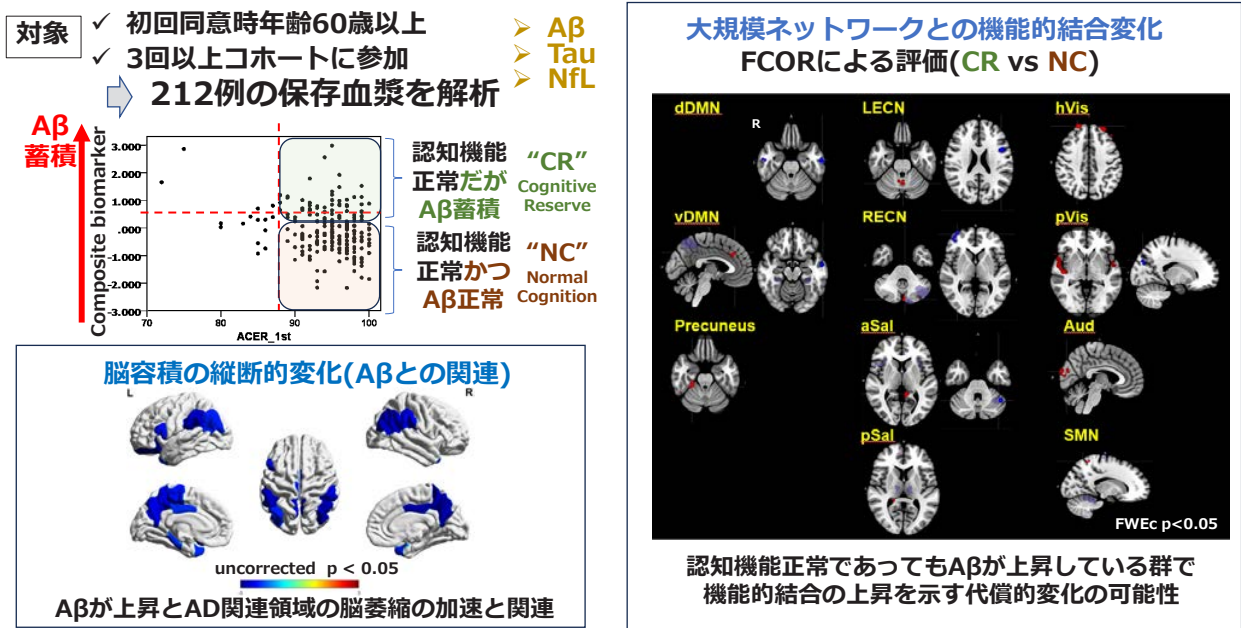 対象
✓ 初回同意時年齢60歳以上
✓ 3回以上コホートに参加
212例の保存血漿を解析
➢ Aβ
➢ Tau
➢ NfL
Aβ
蓄積
Composite biomarker
3.000
2.000
1.000
.000
-1.000
-2.000
-3.000
70
80
90
100
ACER_1st
認知機能
正常だが
Aβ蓄積
“CR”
Cognitive
Reserve
認知機能
正常かつ
Aβ正常
“NC”
Normal
Cognition
脳容積の縦断的変化(Aβとの関連)
L
R
uncorrected p < 0.05
Aβが上昇とAD関連領域の脳萎縮の加速と関連
大規模ネットワークとの機能的結合変化
FCORによる評価(CR vs NC)
dDMN
LECN
hVis
R
vDMN
RECN
pVis
Precuneus
aSal
Aud
pSal
SMN
FWEc p<0.05
認知機能正常であってもAβが上昇している群で
機能的結合の上昇を示す代償的変化の可能性